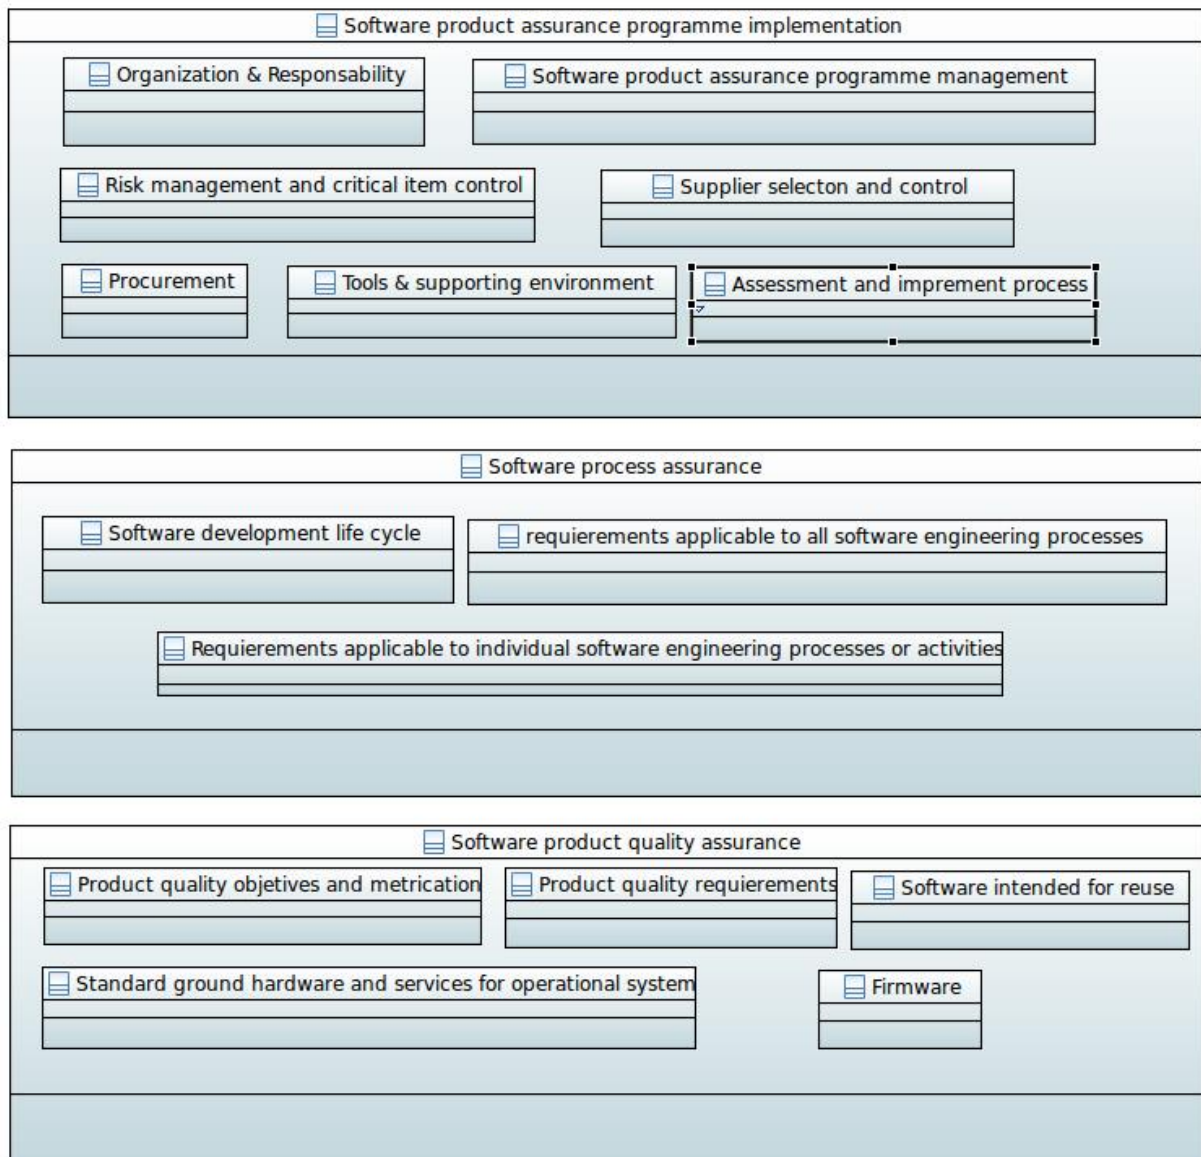 Software product assurance programme implementation
Organization & Responsability
Software product assurance programme management
Risk management and critical item control
Supplier selecton and control
Procurement
Tools & supporting environment
Assessment and imprement process
Software process assurance
Software development life cycle
requierements applicable to all software engineering processes
Requierements applicable to individual software engineering processes or activities
Software product quality assurance
Product quality objetives and metrication
Product quality requierements
Software intended for reuse
Standard ground hardware and services for operational system
Firmware